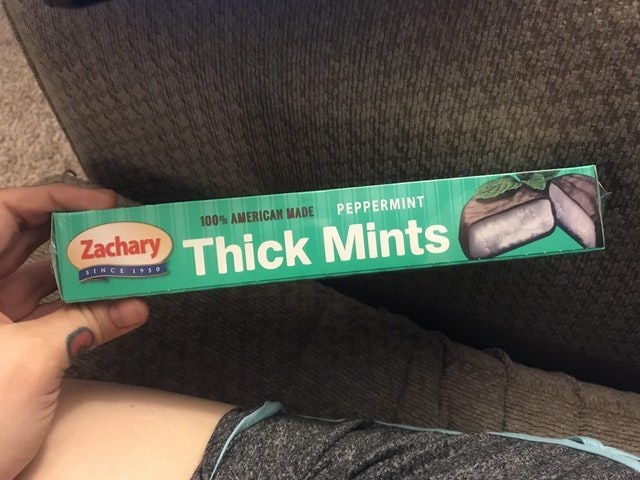 Zachary
SINCE 1950
100% AMERICAN MADE PEPPERMINT
Thick Mints